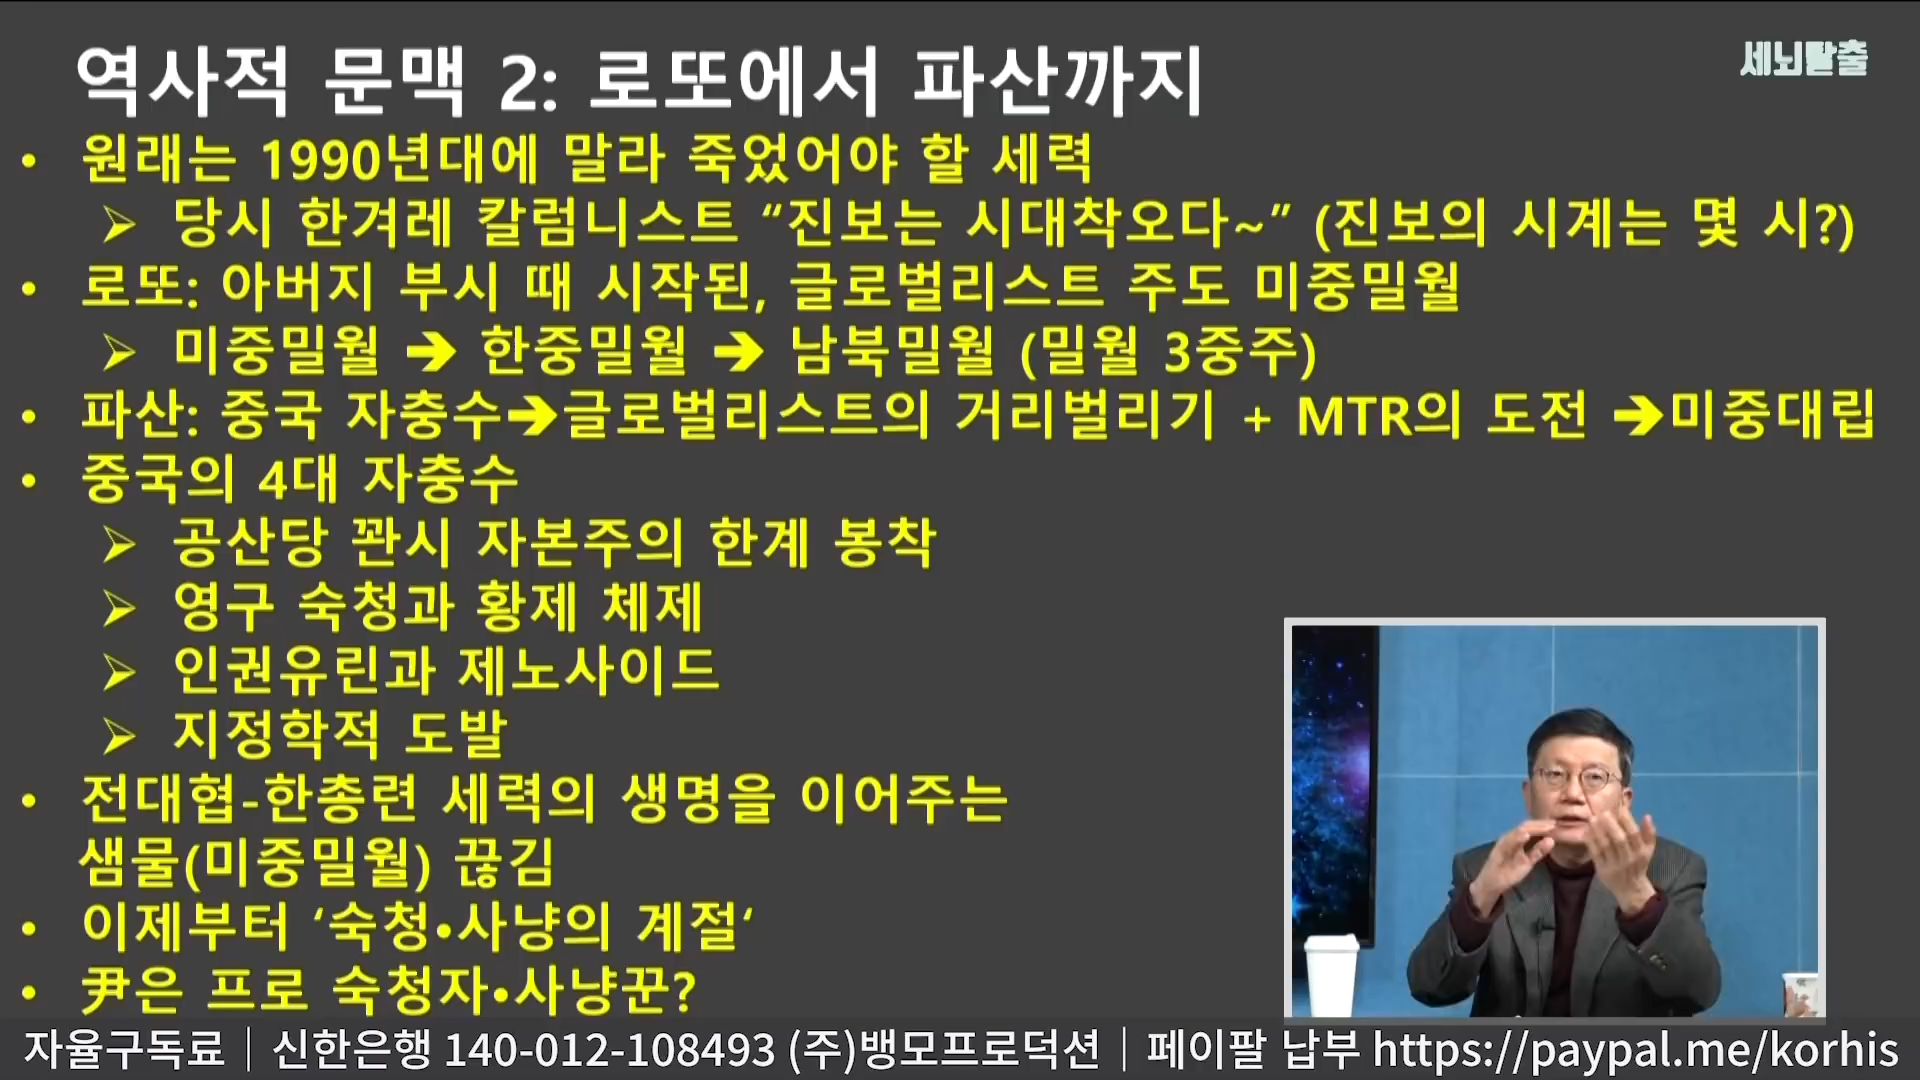 역사적 문맥 2: 로또에서 파산까지
세뇌탈출
• 원래는 1990년대에 말라 죽었어야 할 세력
➢ 당시 한겨레 칼럼니스트 “진보는 시대착오다~” (진보의 시계는 몇 시?)
• 로또: 아버지 부시 때 시작된, 글로벌리스트 주도 미중밀월
➢ 미중밀월 ➔ 한중밀월 ➔ 남북밀월 (밀월 3중주)
• 파산: 중국 자충수➔글로벌리스트의 거리벌리기 + MTR의 도전 ➔미중대립
• 중국의 4대 자충수
➢ 공산당 꽌시 자본주의 한계 봉착
➢ 영구 숙청과 황제 체제
➢ 인권유린과 제노사이드
➢ 지정학적 도발
• 전대협-한총련 세력의 생명을 이어주는
샘물(미중밀월) 끊김
• 이제부터 ‘숙청•사냥의 계절‘
• 尹은 프로 숙청자•사냥꾼?
자율구독료｜신한은행 140-012-108493 (주)뱅모프로덕션｜페이팔 납부 https://paypal.me/korhis